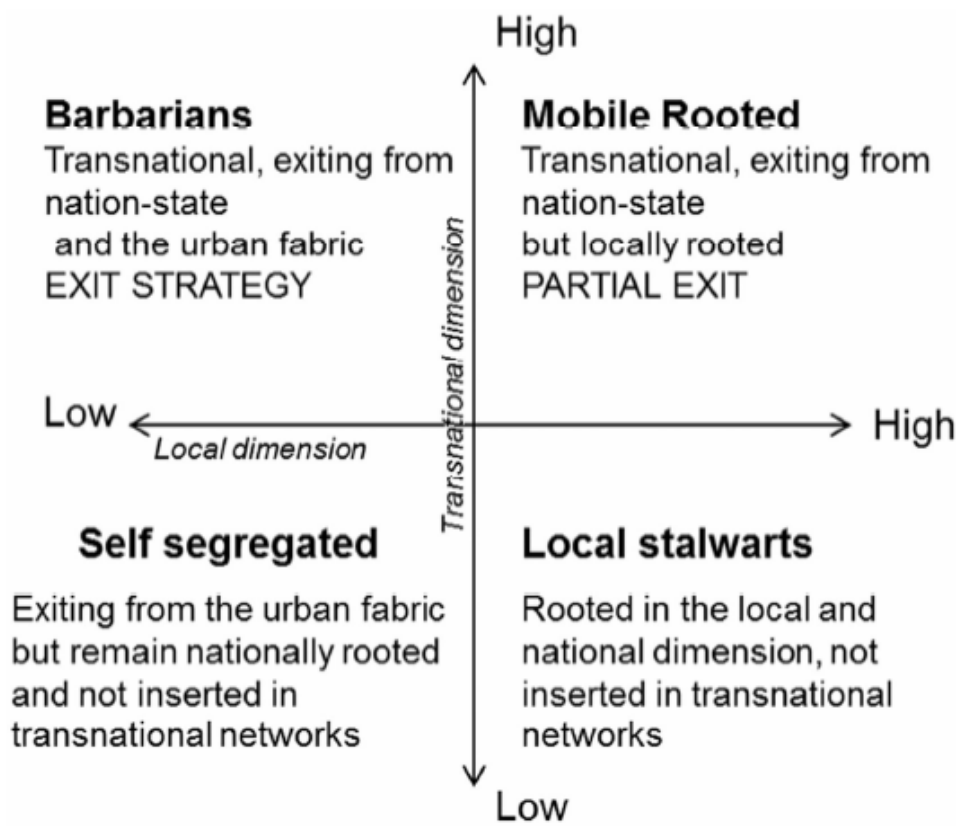 High
Barbarians
Transnational, exiting from
nation-state
and the urban fabric
EXIT STRATEGY
Mobile Rooted
Transnational, exiting from
nation-state
but locally rooted
PARTIAL EXIT
Transnational dimension
Low
High
Local dimension
Self segregated
Exiting from the urban fabric
but remain nationally rooted
and not inserted in
transnational networks
Local stalwarts
Rooted in the local and
national dimension, not
inserted in transnational
networks
Low